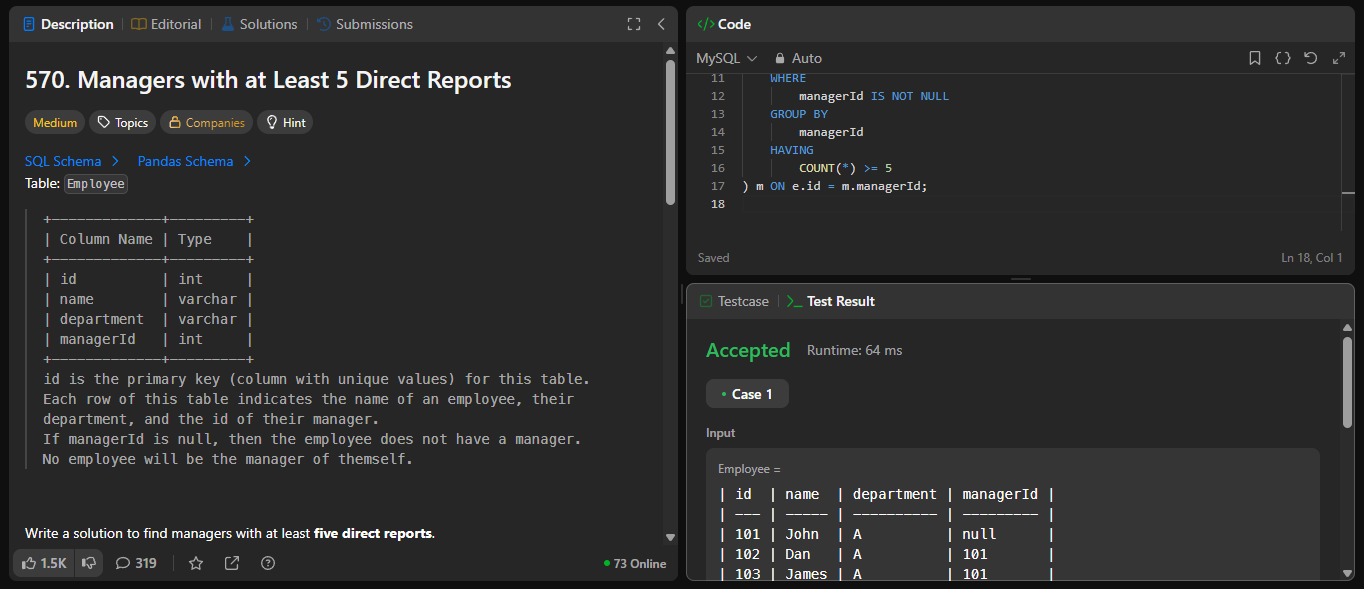 Description | Editorial | Solutions | Submissions
570. Managers with at Least 5 Direct Reports
Medium Topics Companies Hint
SQL Schema > Pandas Schema >
Table: Employee
+-------------+---------+
| Column Name | Type    |
+-------------+---------+
| id          | int     |
| name        | varchar |
| department  | varchar |
| managerId   | int     |
+-------------+---------+
id is the primary key (column with unique values) for this table.
Each row of this table indicates the name of an employee, their
department, and the id of their manager.
If managerId is null, then the employee does not have a manager.
No employee will be the manager of themself.
Write a solution to find managers with at least five direct reports.
1.5K 319 73 Online
</> Code
MySQL Auto
11 WHERE
12 managerId IS NOT NULL
13 GROUP BY
14 managerId
15 HAVING
16 COUNT(*) >= 5
17 ) m ON e.id = m.managerId;
18
Saved Ln 18, Col 1
Testcase | >_ Test Result
Accepted Runtime: 64 ms
• Case 1
Input
Employee =
| id  | name  | department | managerId |
| --- | ----- | ---------- | --------- |
| 101 | John  | A          | null      |
| 102 | Dan   | A          | 101       |
| 103 | James | A          | 101       |